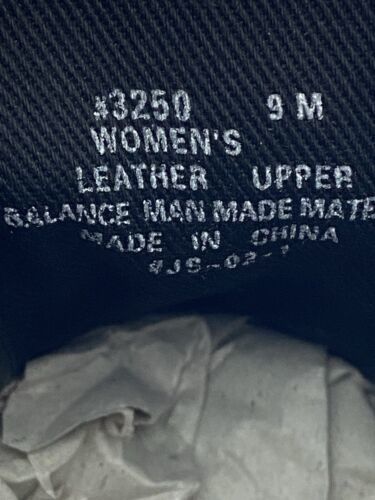 #3250 9 M
WOMEN'S
LEATHER UPPER
BALANCE MAN MADE MATE
MADE IN CHINA